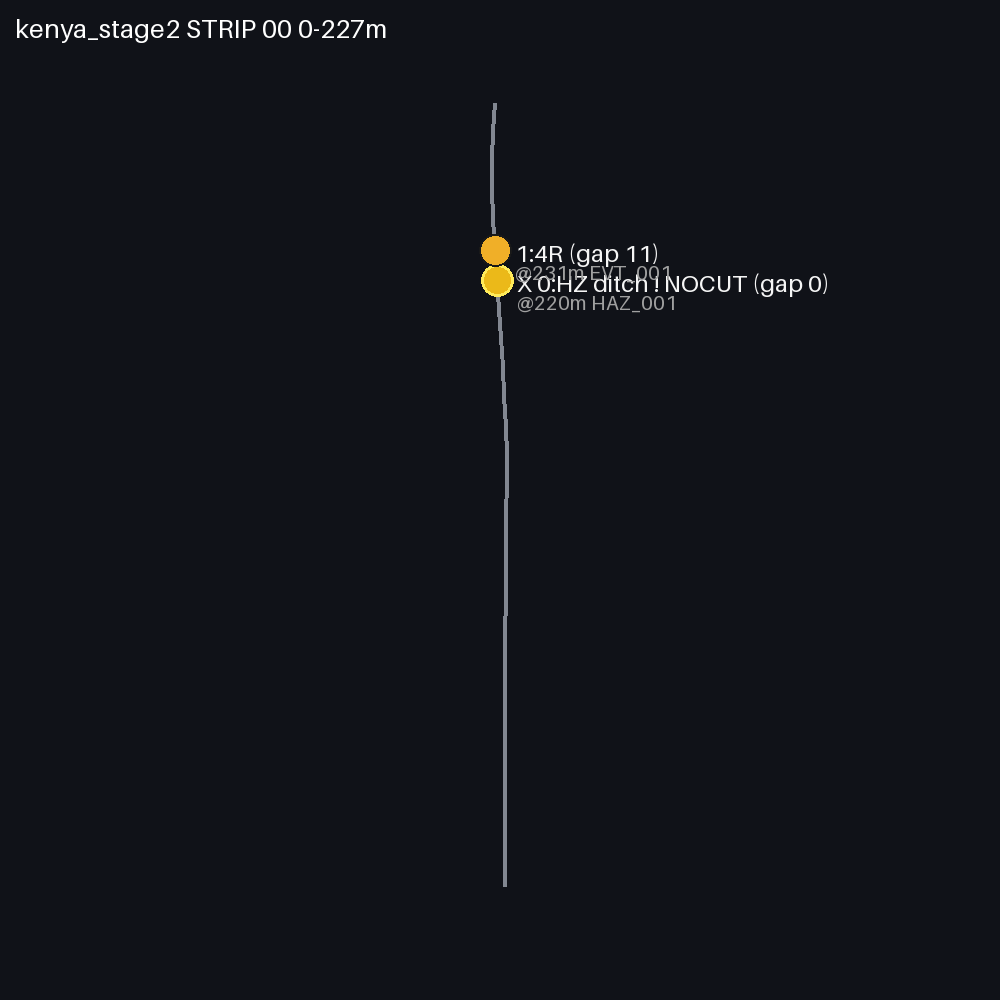 kenya_stage2 STRIP 00 0-227m
1:4R (gap 11)
@231m EVT_001
X 0:HZ ditch ! NOCUT (gap 0)
@220m HAZ_001